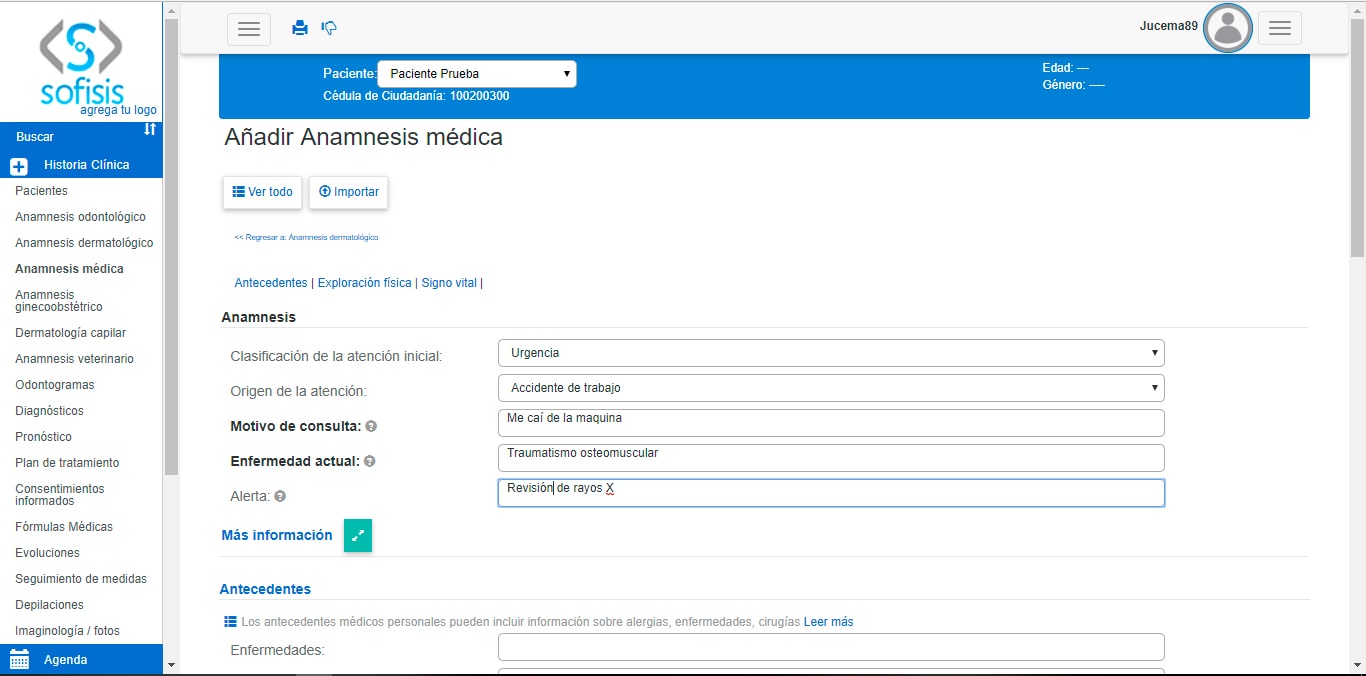 sofisis
agrega tu logo
Buscar
Historia Clínica
Pacientes
Anamnesis odontológico
Anamnesis dermatológico
Anamnesis médica
Anamnesis
ginecoobstétrico
Dermatología capilar
Anamnesis veterinario
Odontogramas
Diagnósticos
Pronóstico
Plan de tratamiento
Consentimientos
informados
Fórmulas Médicas
Evoluciones
Seguimiento de medidas
Depilaciones
Imaginología / fotos
Agenda
Jucema89
Paciente: Paciente Prueba
Cédula de Ciudadanía: 100200300
Edad: —
Género: —–
Añadir Anamnesis médica
Ver todo Importar
<< Regresar a: Anamnesis dermatológico
Antecedentes | Exploración física | Signo vital |
Anamnesis
Clasificación de la atención inicial: Urgencia
Origen de la atención: Accidente de trabajo
Motivo de consulta: Me caí de la maquina
Enfermedad actual: Traumatismo osteomuscular
Alerta: Revisión de rayos X
Más información
Antecedentes
Los antecedentes médicos personales pueden incluir información sobre alergias, enfermedades, cirugías Leer más
Enfermedades: